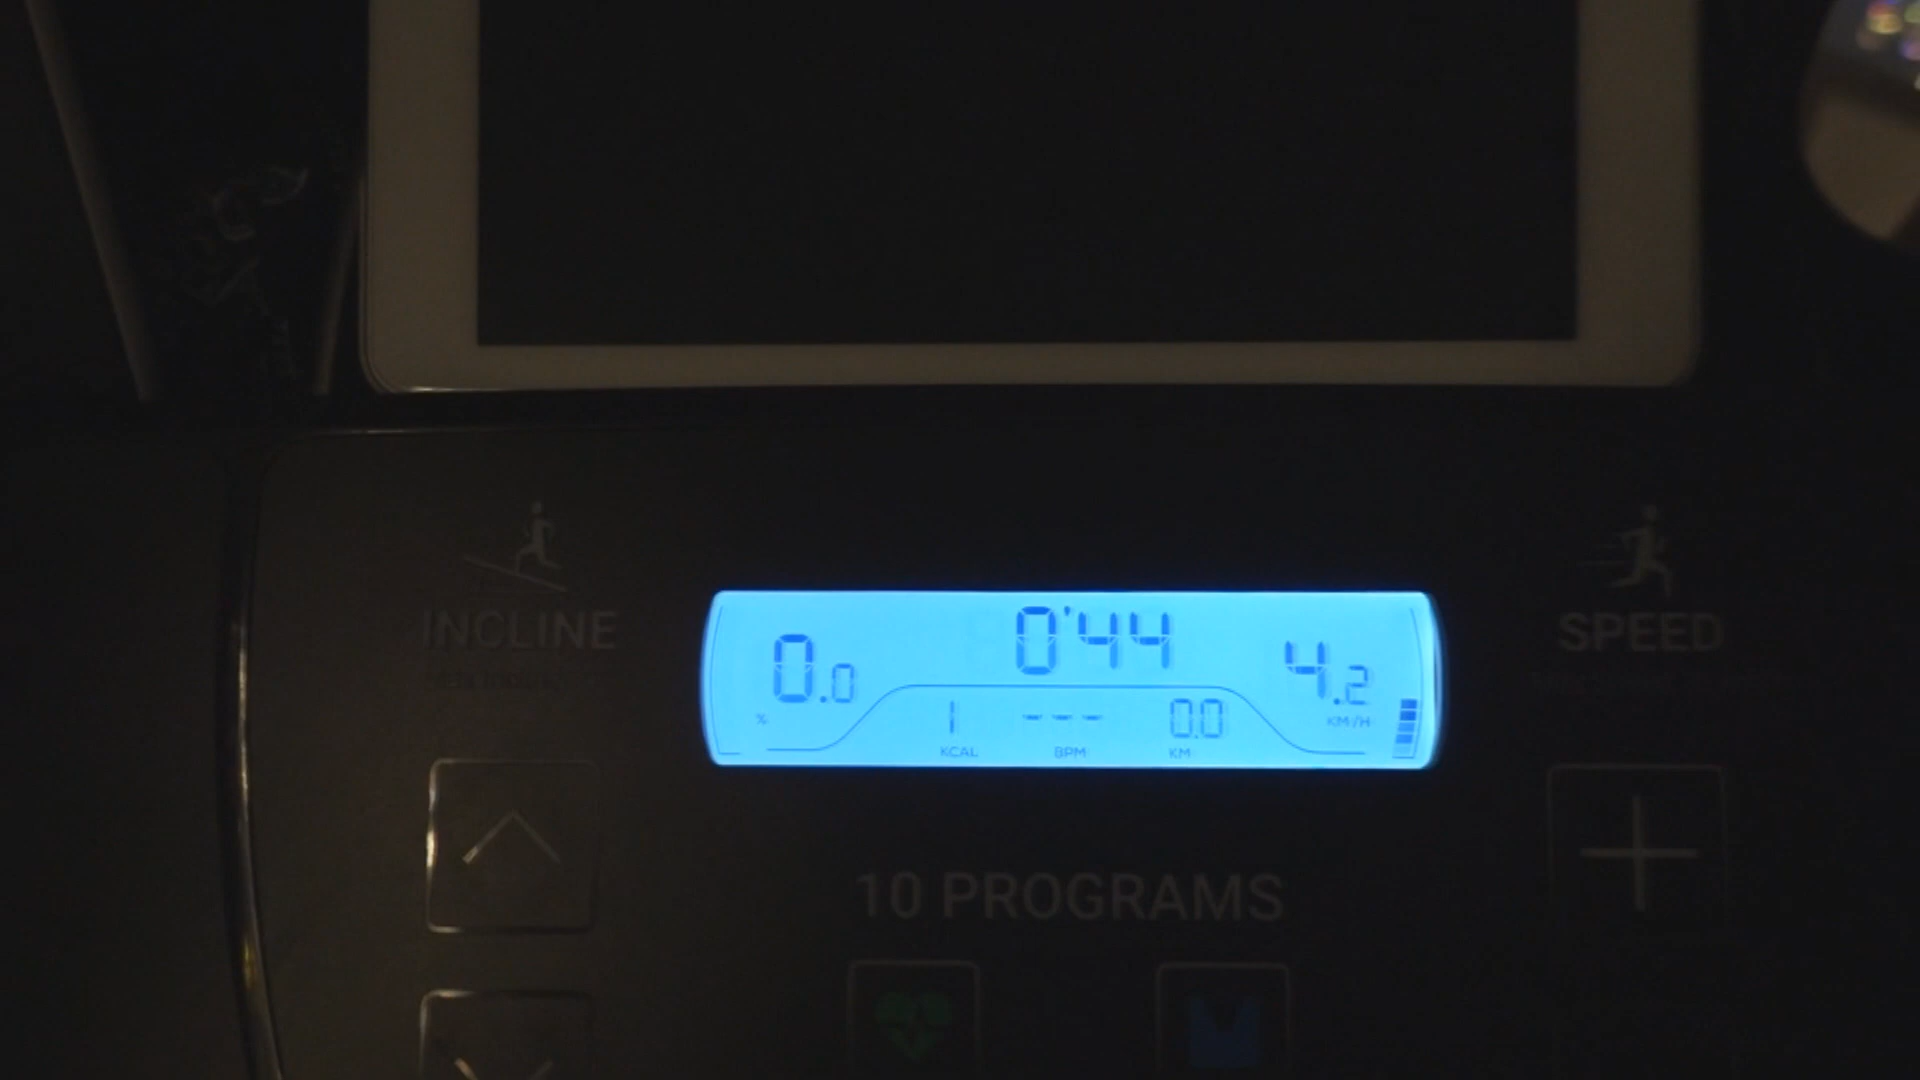 INCLINE
SPEED
0'44
0.0
4.2
%
KM/H
1
---
0.0
KCAL
BPM
KM
10 PROGRAMS